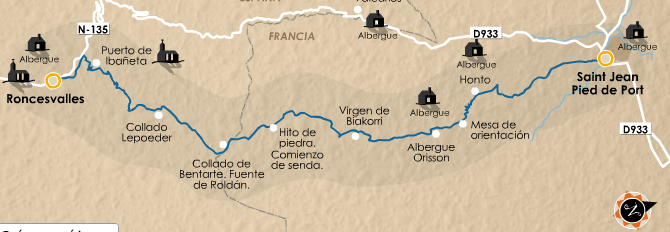 D933
Albergue
N-135
FRANCIA
Albergue
Puerto de
Ibañeta
Albergue
Albergue
Roncesvalles
Saint Jean
Pied de Port
Honto
Albergue
Collado
Lepoeder
Virgen de
Biakorri
Hito de
piedra.
Comienzo
de senda.
Mesa de
orientación
Albergue
Orisson
Collado de
Bentarte. Fuente
de Roldán.
D933